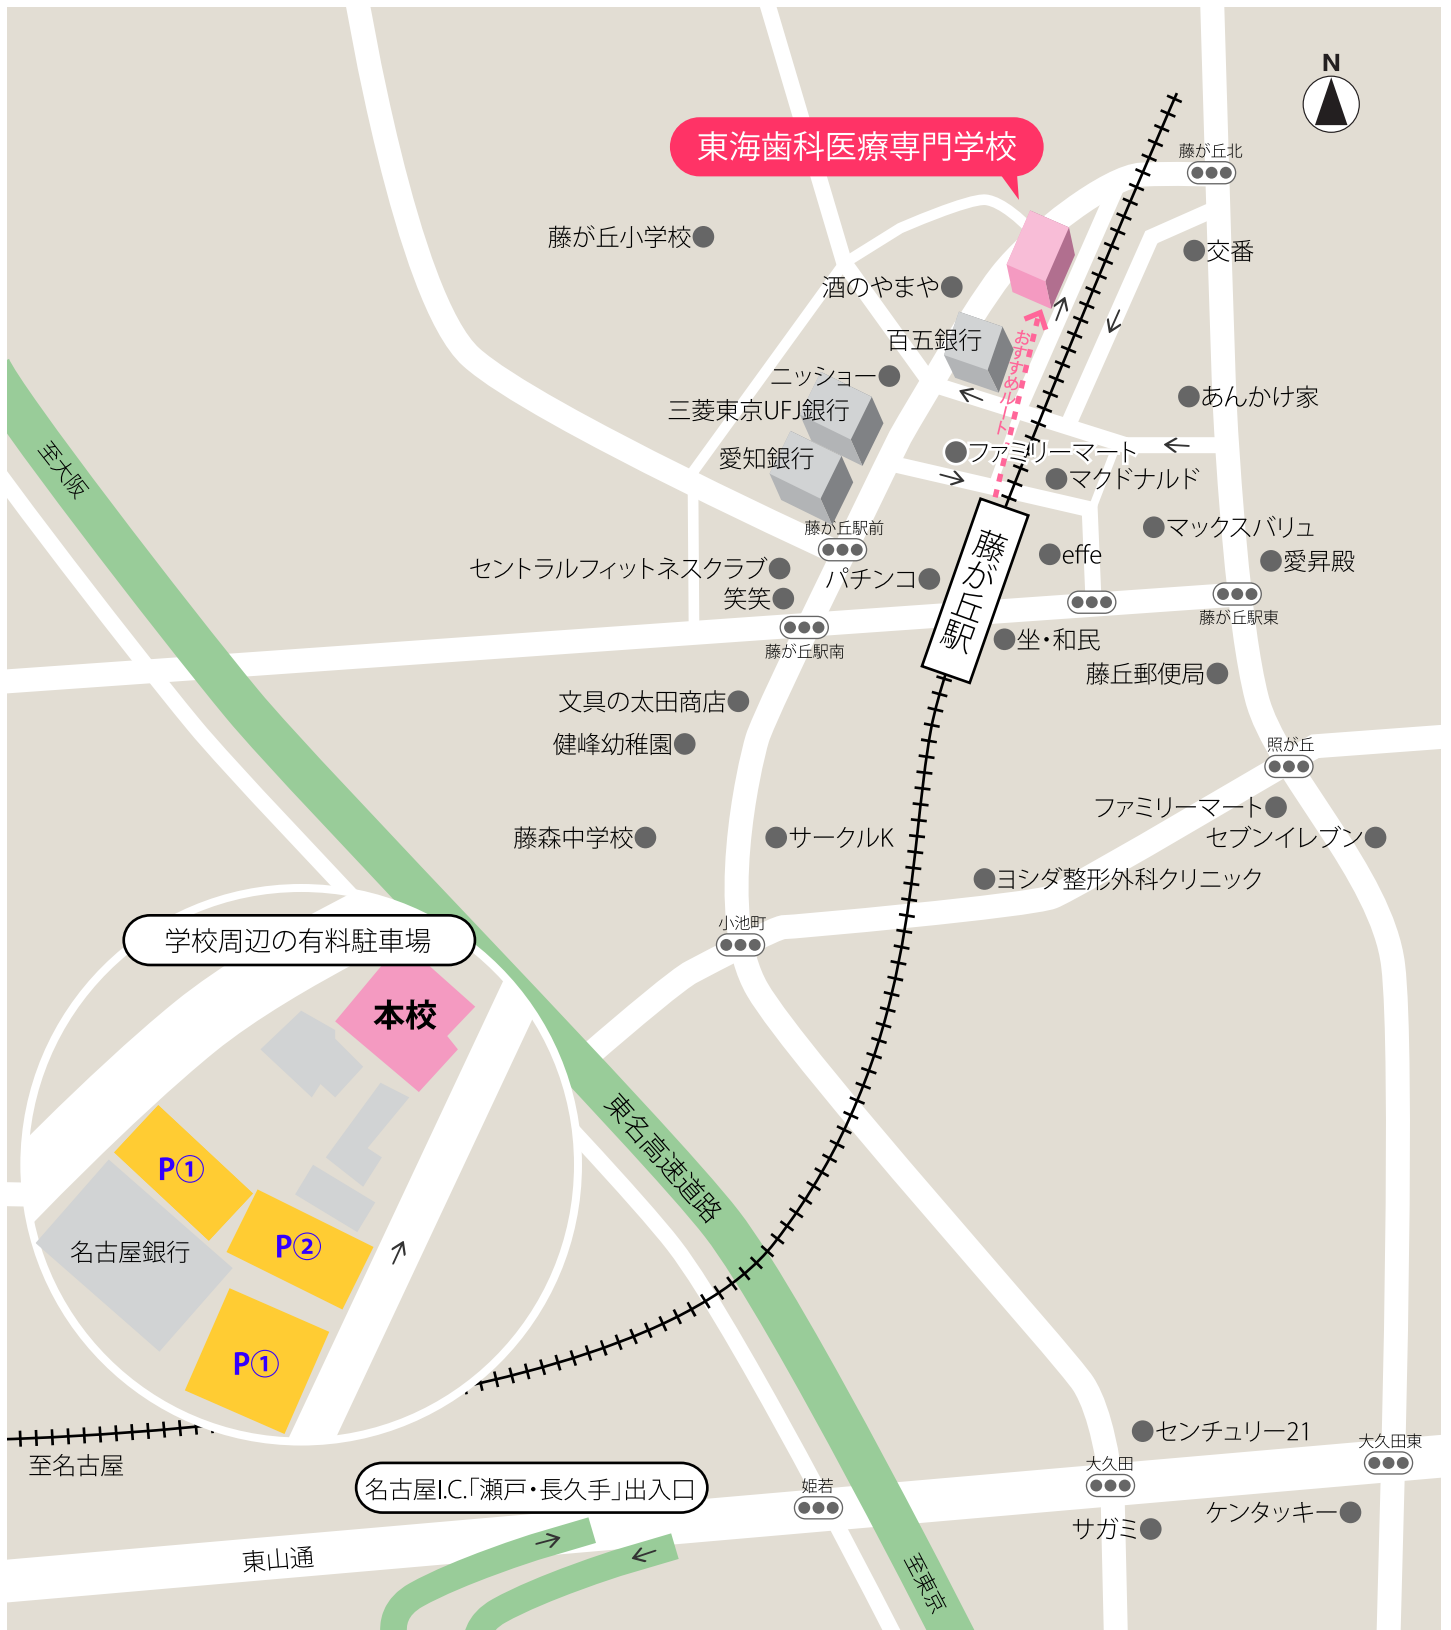 N
東海歯科医療専門学校
藤が丘北
藤が丘小学校
交番
酒のやまや
百五銀行
おすすめルート
ニッショー
三菱東京UFJ銀行
あんかけ家
愛知銀行
ファミリーマート
マクドナルド
至大阪
藤が丘駅前
マックスバリュ
藤が丘駅
effe
愛昇殿
セントラルフィットネスクラブ
パチンコ
笑笑
藤が丘駅東
藤が丘駅南
坐・和民
藤丘郵便局
文具の太田商店
健峰幼稚園
照が丘
ファミリーマート
藤森中学校
サークルK
セブンイレブン
ヨシダ整形外科クリニック
小池町
学校周辺の有料駐車場
本校
東名高速道路
P①
P②
名古屋銀行
P①
至名古屋
センチュリー21
大久田東
大久田
名古屋I.C.「瀬戸・長久手」出入口
姫若
ケンタッキー
サガミ
東山通
至東京